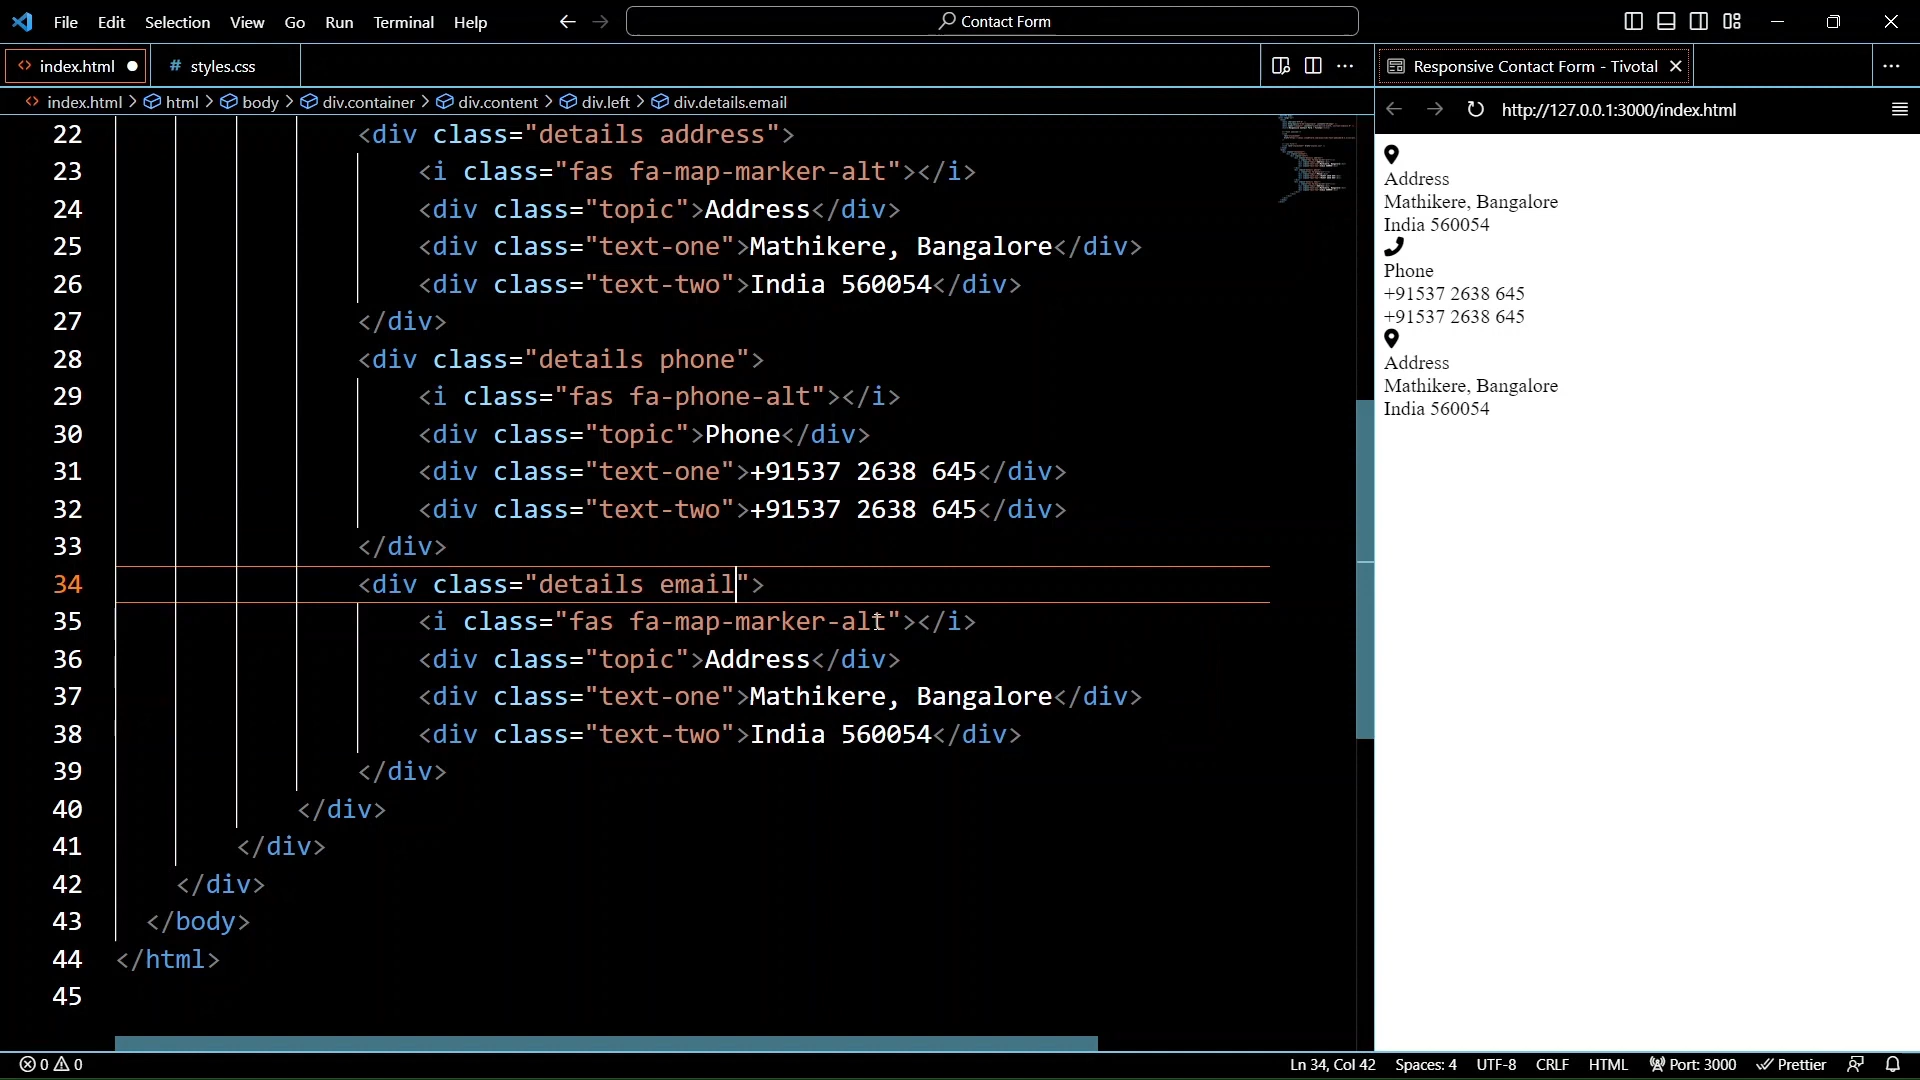 File Edit Selection View Go Run Terminal Help
Contact Form
index.html
# styles.css
Responsive Contact Form - Tivotal
index.html > html > body > div.container > div.content > div.left > div.details.email
http://127.0.0.1:3000/index.html
22 <div class="details address">
23 <i class="fas fa-map-marker-alt"></i>
24 <div class="topic">Address</div>
25 <div class="text-one">Mathikere, Bangalore</div>
26 <div class="text-two">India 560054</div>
27 </div>
28 <div class="details phone">
29 <i class="fas fa-phone-alt"></i>
30 <div class="topic">Phone</div>
31 <div class="text-one">+91537 2638 645</div>
32 <div class="text-two">+91537 2638 645</div>
33 </div>
34 <div class="details email">
35 <i class="fas fa-map-marker-alt"></i>
36 <div class="topic">Address</div>
37 <div class="text-one">Mathikere, Bangalore</div>
38 <div class="text-two">India 560054</div>
39 </div>
40 </div>
41 </div>
42 </div>
43 </body>
44 </html>
45
Address
Mathikere, Bangalore
India 560054
Phone
+91537 2638 645
+91537 2638 645
Address
Mathikere, Bangalore
India 560054
0 0
Ln 34, Col 42 Spaces: 4 UTF-8 CRLF HTML Port: 3000 Prettier